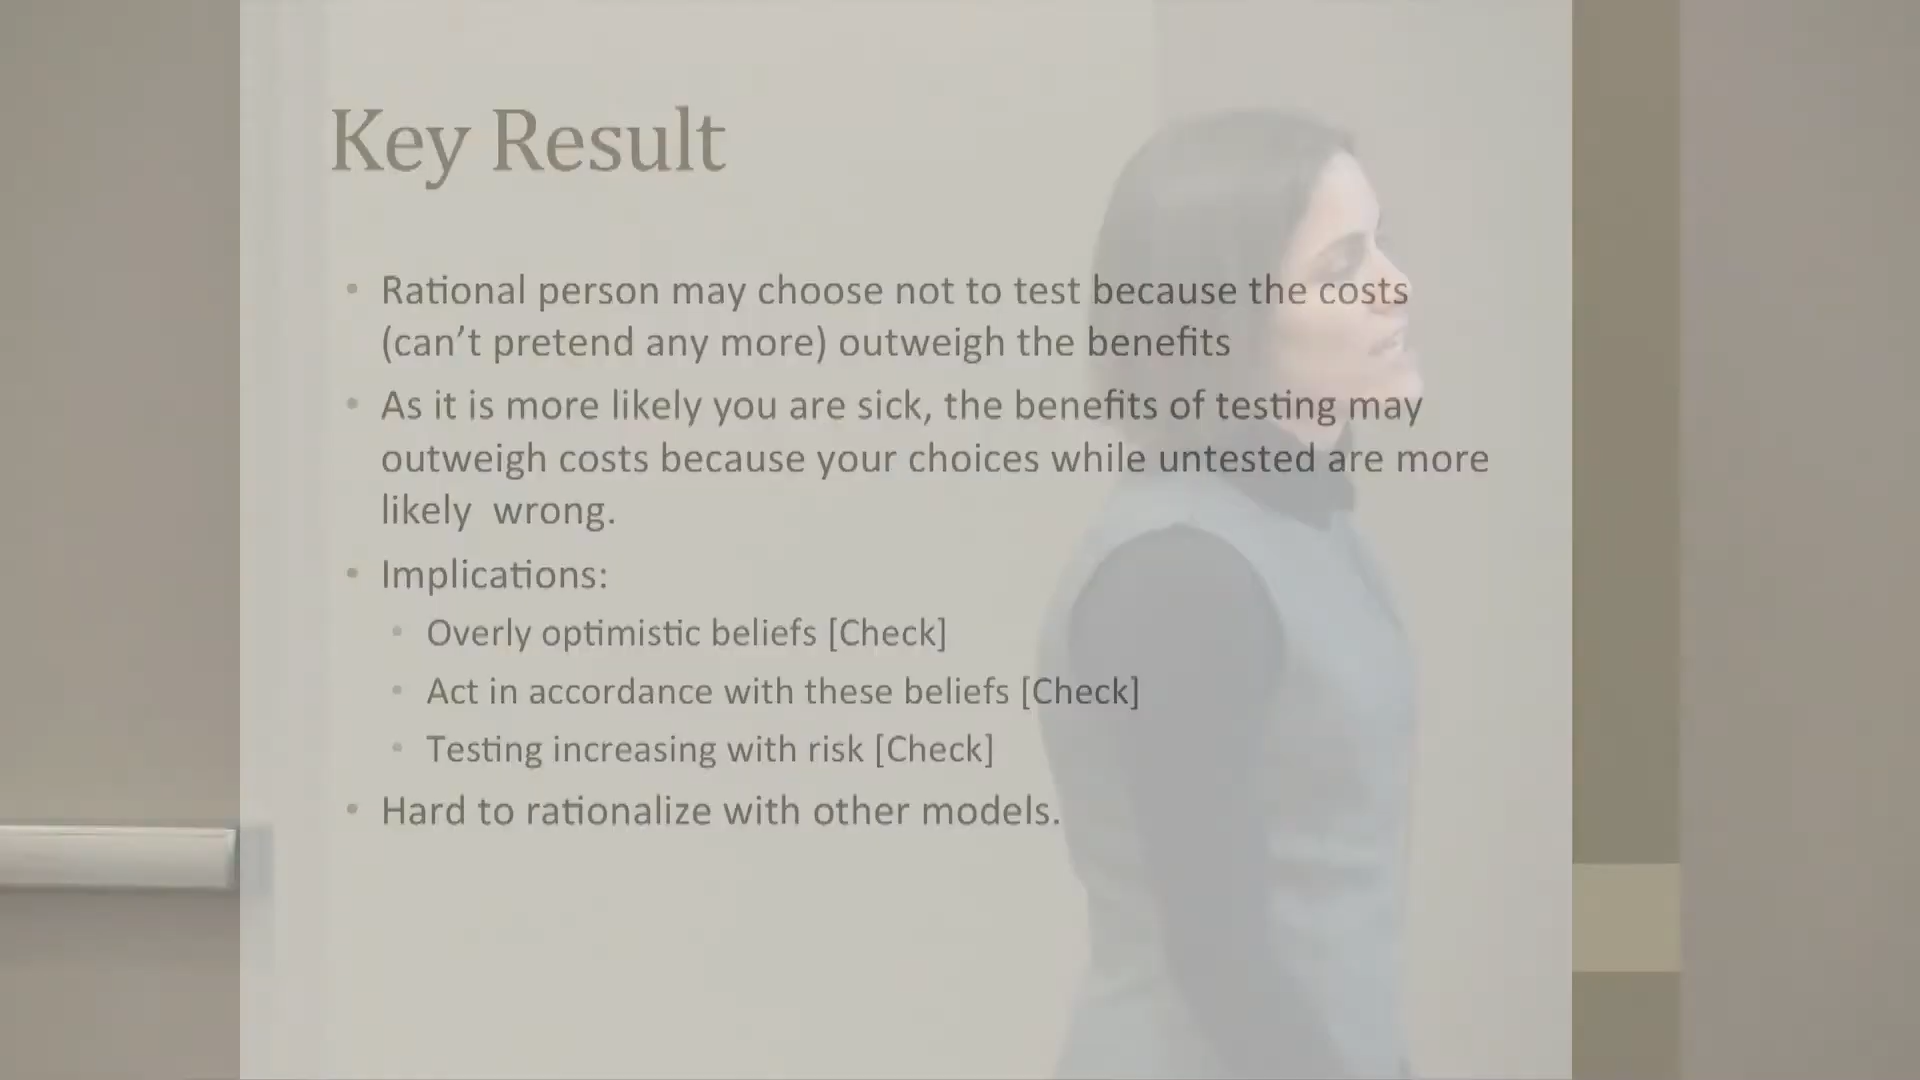 Key Result
• Rational person may choose not to test because the costs
(can't pretend any more) outweigh the benefits
• As it is more likely you are sick, the benefits of testing may
outweigh costs because your choices while untested are more
likely  wrong.
• Implications:
• Overly optimistic beliefs [Check]
• Act in accordance with these beliefs [Check]
• Testing increasing with risk [Check]
• Hard to rationalize with other models.